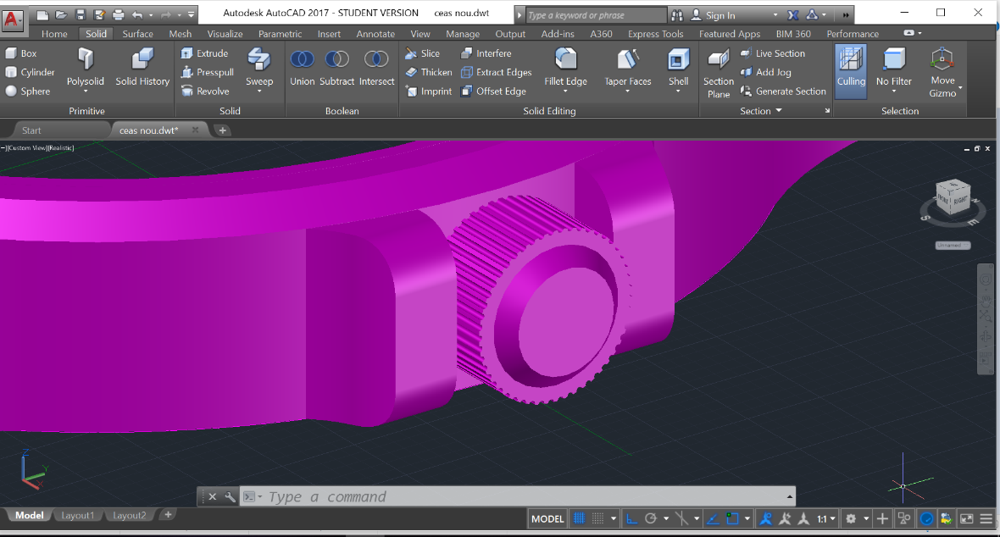 Autodesk AutoCAD 2017 - STUDENT VERSION ceas nou.dwt Type a keyword or phrase Sign In
Home Solid Surface Mesh Visualize Parametric Insert Annotate View Manage Output Add-ins A360 Express Tools Featured Apps BIM 360 Performance
Box Extrude Slice Interfere Live Section
Cylinder Presspull Thicken Extract Edges Add Jog
Sphere Revolve Imprint Offset Edge Generate Section
Polysolid Solid History Sweep Union Subtract Intersect Fillet Edge Taper Faces Shell Section Plane Culling No Filter Move Gizmo
Primitive Solid Boolean Solid Editing Section Selection
Start ceas nou.dwt* +
[Custom View][Realistic]
FRONT RIGHT
S E
Unnamed
Z
Y
Type a command
Model Layout1 Layout2 + MODEL 1:1